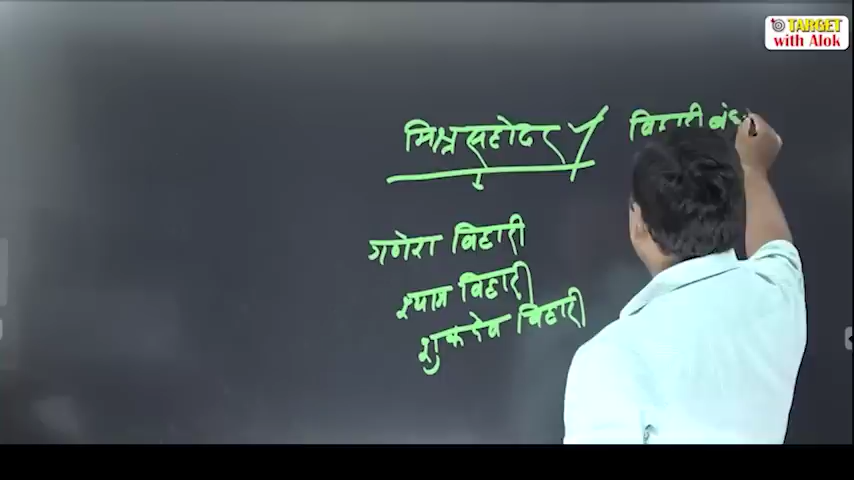 TARGET
with Alok
मिश्र सहोदर / बिहारी
गणेश बिहारी
श्याम बिहारी
शुकदेव बिहारी